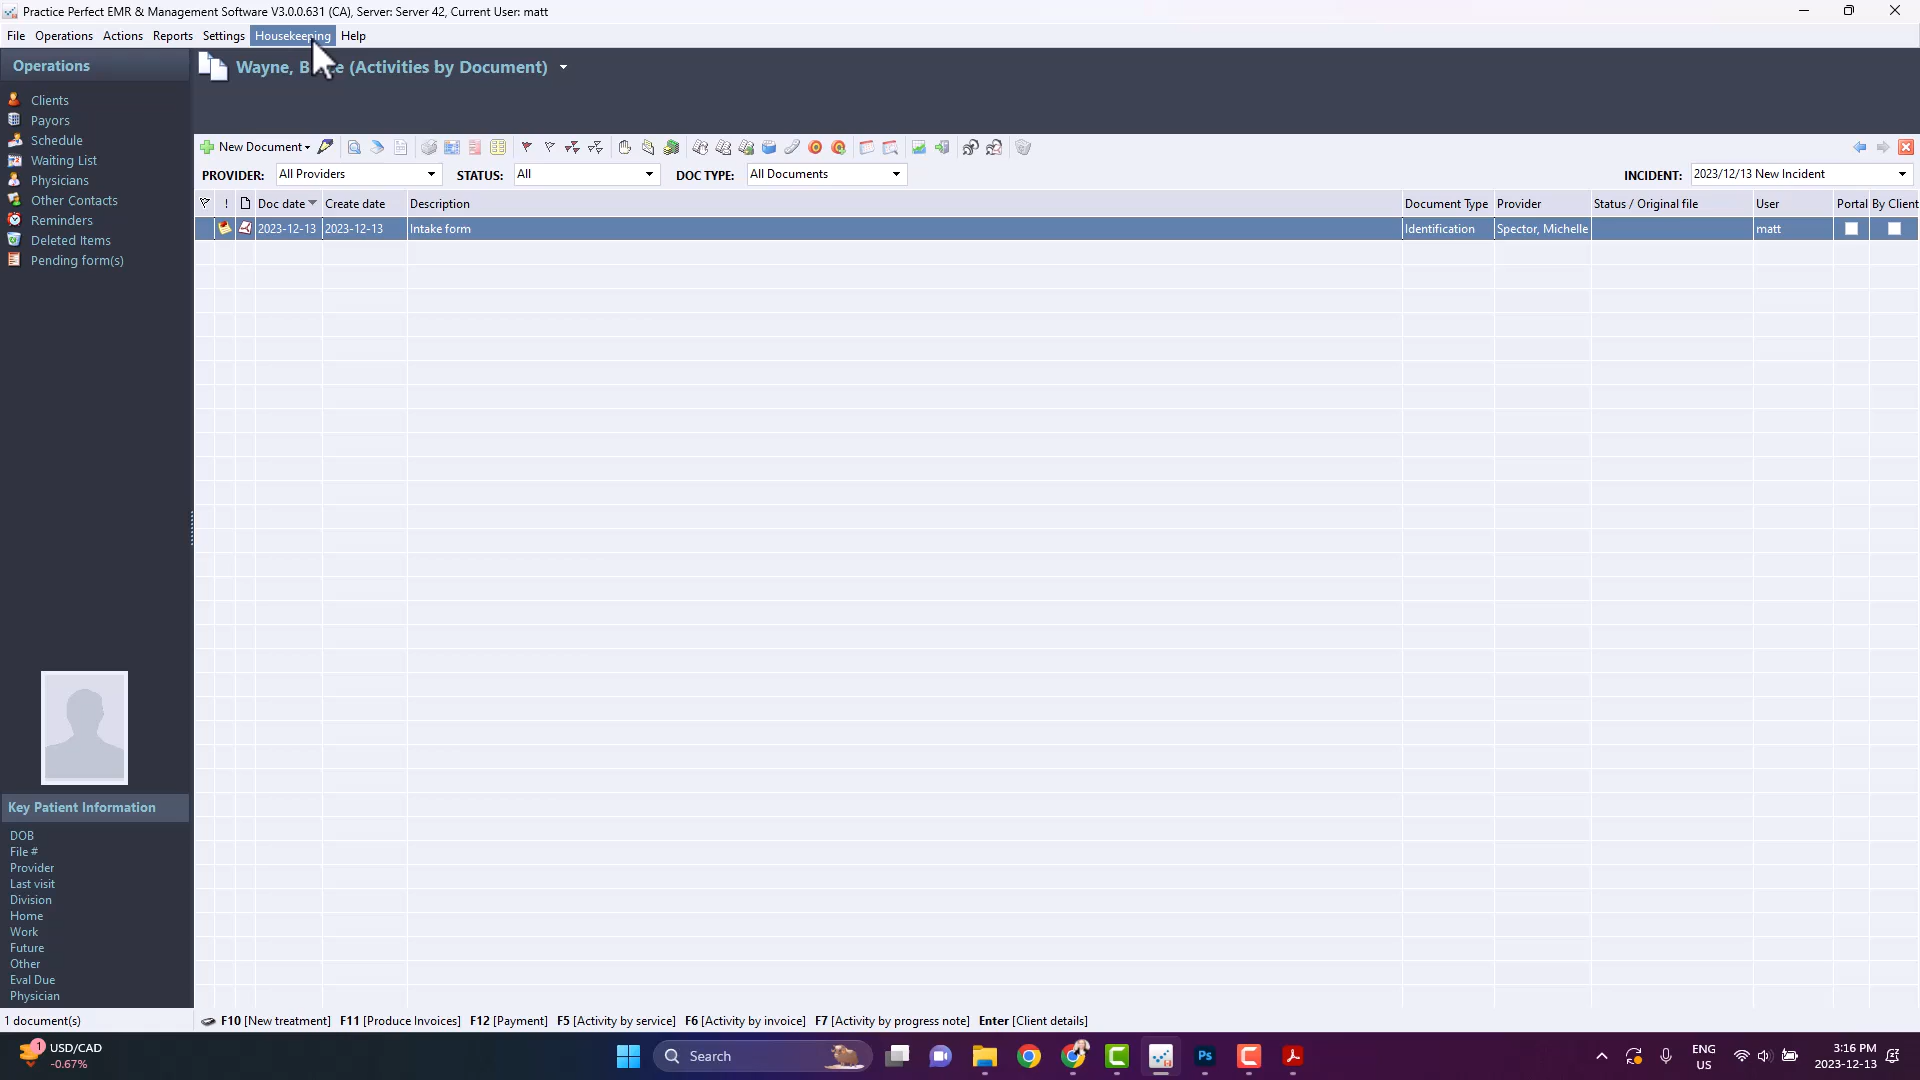 Practice Perfect EMR & Management Software V3.0.0.631 (CA), Server: Server 42, Current User: matt
File Operations Actions Reports Settings Housekeeping Help
Operations
Wayne, (Activities by Document)
Clients
Payors
Schedule
Waiting List
Physicians
Other Contacts
Reminders
Deleted Items
Pending form(s)
New Document
PROVIDER: All Providers STATUS: All DOC TYPE: All Documents INCIDENT: 2023/12/13 New Incident
! Doc date Create date Description Document Type Provider Status / Original file User Portal By Client
2023-12-13 2023-12-13 Intake form Identification Spector, Michelle matt
Key Patient Information
DOB
File #
Provider
Last visit
Division
Home
Work
Future
Other
Eval Due
Physician
1 document(s)
F10 [New treatment] F11 [Produce Invoices] F12 [Payment] F5 [Activity by service] F6 [Activity by invoice] F7 [Activity by progress note] Enter [Client details]
1
USD/CAD
-0.67%
Search
Ps
ENG
US
3:16 PM
2023-12-13